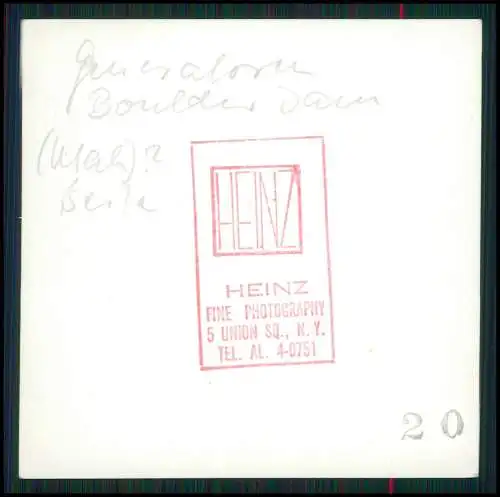 Generatoren
Boulder Dam
HEINZ
HEINZ
FINE PHOTOGRAPHY
5 UNION SQ., N. Y.
TEL. AL. 4-0751
20